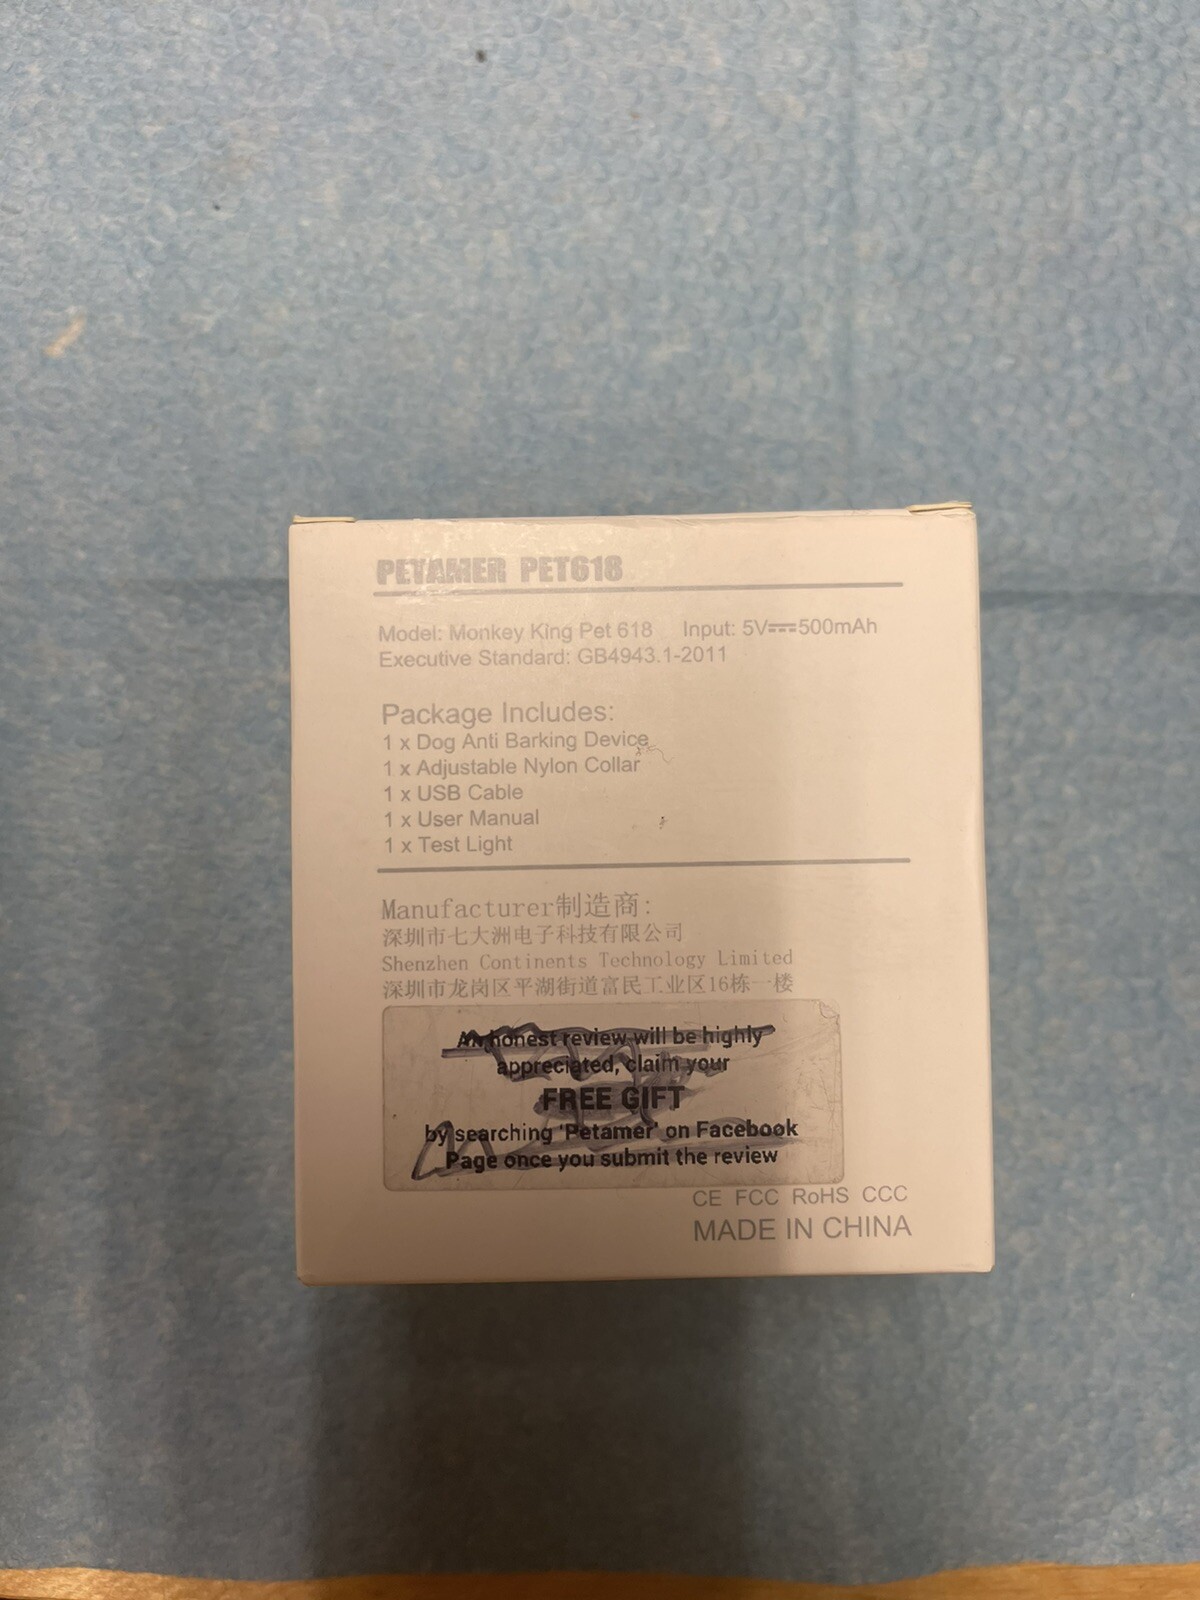 PETAMER PET618
Model: Monkey King Pet 618 Input: 5V⎓500mAh
Executive Standard: GB4943.1-2011
Package Includes:
1 x Dog Anti Barking Device
1 x Adjustable Nylon Collar
1 x USB Cable
1 x User Manual
1 x Test Light
Manufacturer制造商:
深圳市七大洲电子科技有限公司
Shenzhen Continents Technology Limited
深圳市龙岗区平湖街道富民工业区16栋一楼
An honest review will be highly
appreciated, claim your
FREE GIFT
by searching 'Petamer' on Facebook
Page once you submit the review
CE FCC RoHS CCC
MADE IN CHINA